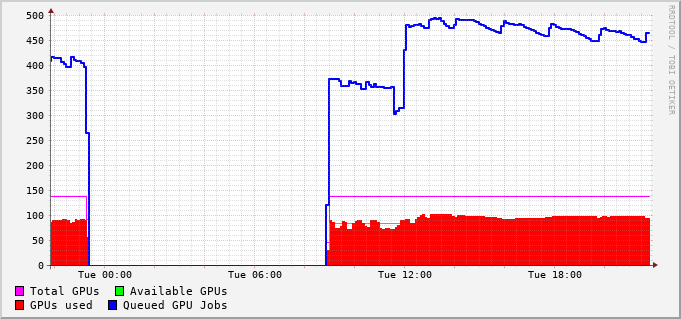 500
450
400
350
300
250
200
150
100
50
0
Tue 00:00 Tue 06:00 Tue 12:00 Tue 18:00
Total GPUs Available GPUs
GPUs used Queued GPU Jobs
RRDTOOL / TOBI OETIKER